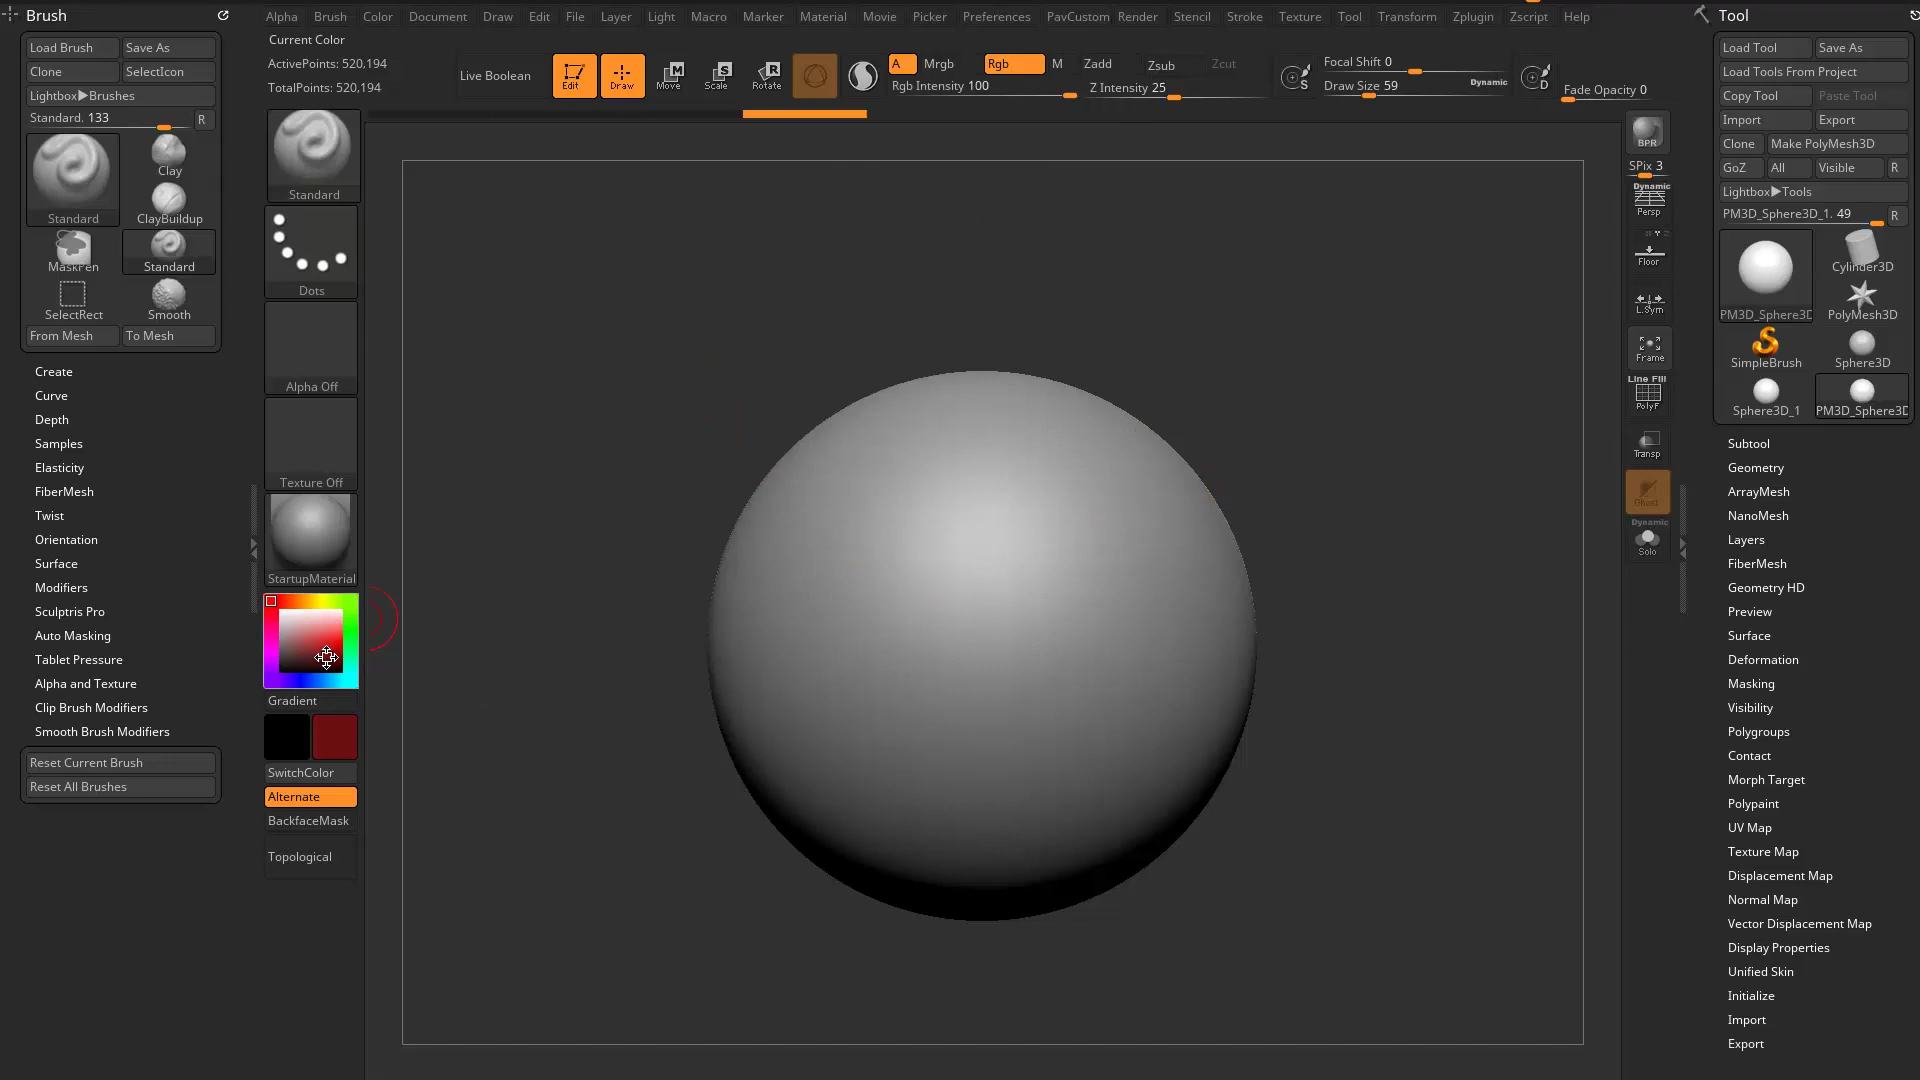 Brush
Load Brush Save As
Clone SelectIcon
Lightbox▶Brushes
Standard. 133 R
Standard
Clay
ClayBuildup
MaskPen Standard
SelectRect Smooth
From Mesh To Mesh
Create
Curve
Depth
Samples
Elasticity
FiberMesh
Twist
Orientation
Surface
Modifiers
Sculptris Pro
Auto Masking
Tablet Pressure
Alpha and Texture
Clip Brush Modifiers
Smooth Brush Modifiers
Reset Current Brush
Reset All Brushes
Alpha Brush Color Document Draw Edit File Layer Light Macro Marker Material Movie Picker Preferences PavCustom Render Stencil Stroke Texture Tool Transform Zplugin Zscript Help
Current Color
ActivePoints: 520,194
TotalPoints: 520,194
Live Boolean
Edit
Draw
M
Move
S
Scale
R
Rotate
A Mrgb Rgb M Zadd Zsub Zcut
Rgb Intensity 100 Z Intensity 25
S
Focal Shift 0
Draw Size 59 Dynamic
D
Fade Opacity 0
Standard
Dots
Alpha Off
Texture Off
StartupMaterial
Gradient
SwitchColor
Alternate
BackfaceMask
Topological
BPR
SPix 3
Dynamic
Persp
Floor
L.Sym
Frame
Line Fill
PolyF
Transp
Ghost
Dynamic
Solo
Tool
Load Tool Save As
Load Tools From Project
Copy Tool Paste Tool
Import Export
Clone Make PolyMesh3D
GoZ All Visible R
Lightbox▶Tools
PM3D_Sphere3D_1. 49 R
PM3D_Sphere3D
Cylinder3D
PolyMesh3D
SimpleBrush Sphere3D
Sphere3D_1 PM3D_Sphere3D
Subtool
Geometry
ArrayMesh
NanoMesh
Layers
FiberMesh
Geometry HD
Preview
Surface
Deformation
Masking
Visibility
Polygroups
Contact
Morph Target
Polypaint
UV Map
Texture Map
Displacement Map
Normal Map
Vector Displacement Map
Display Properties
Unified Skin
Initialize
Import
Export